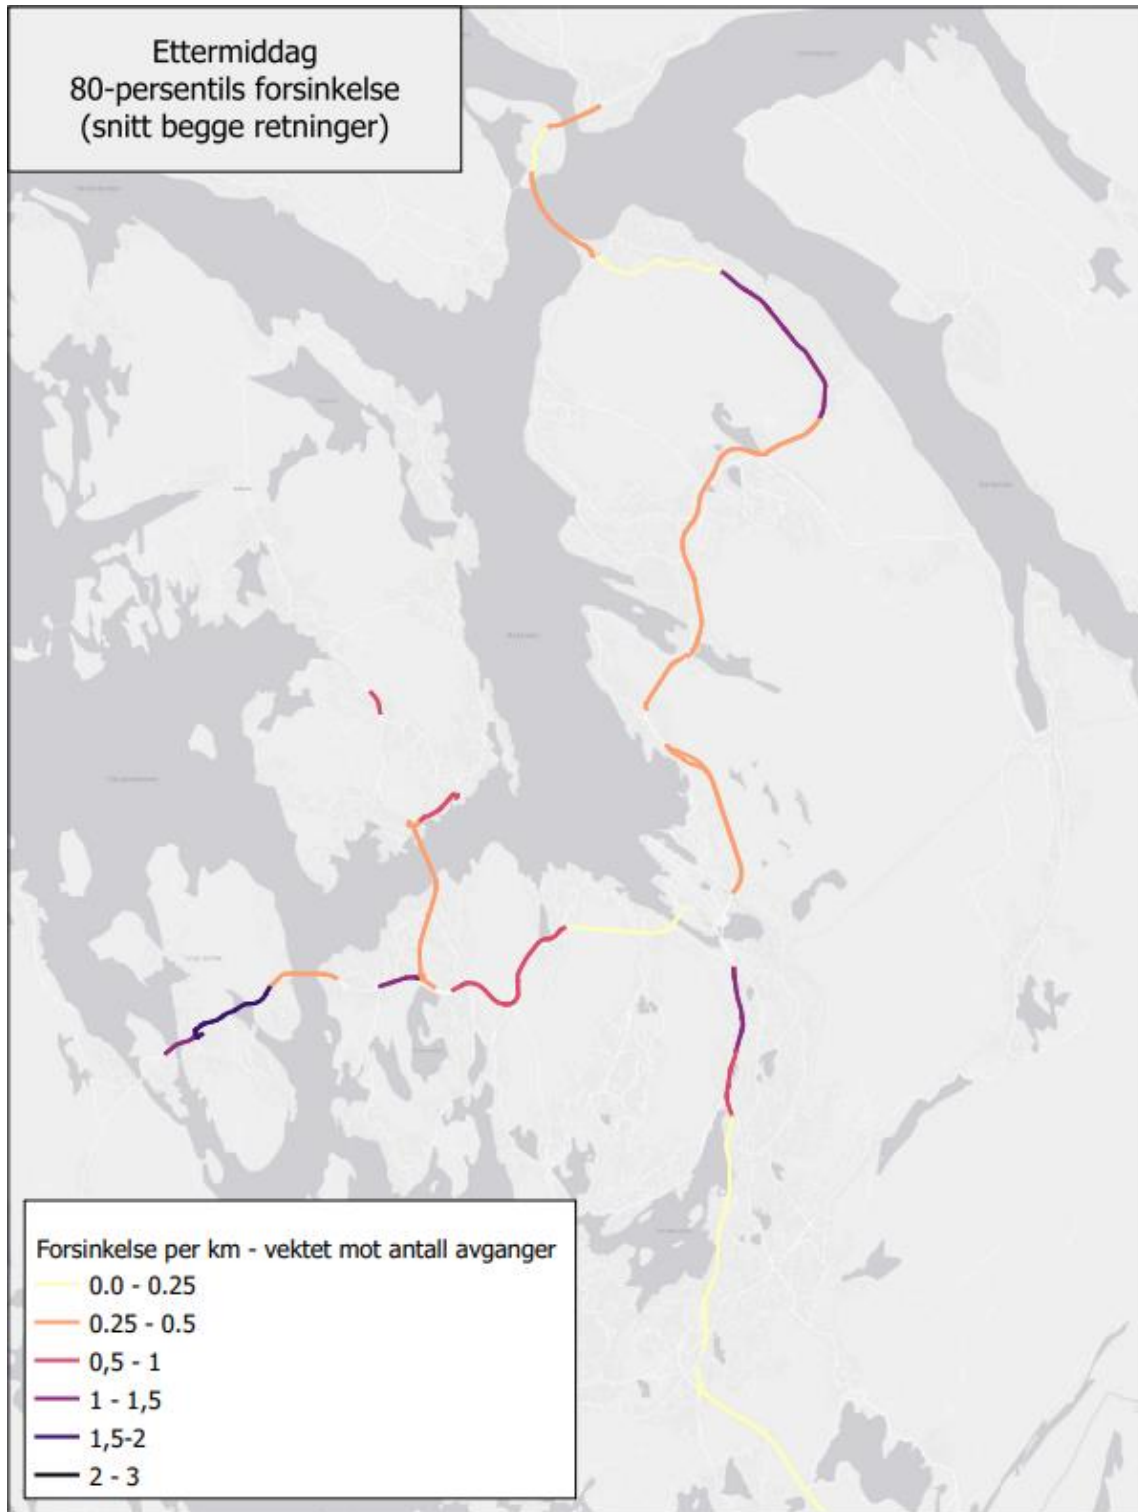 Ettermiddag
80-persentils forsinkelse
(snitt begge retninger)
Forsinkelse per km - vektet mot antall avganger
0.0 - 0.25
0.25 - 0.5
0,5 - 1
1 - 1,5
1,5-2
2 - 3